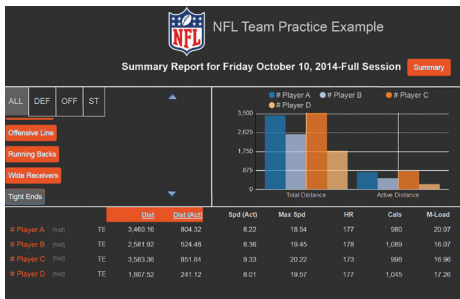 NFL
NFL Team Practice Example
Summary Report for Friday October 10, 2014-Full Session
Summary
ALL DEF OFF ST
Offensive Line
Running Backs
Wide Receivers
Tight Ends
# Player A # Player B # Player C
# Player D
3,500
2,625
1,750
875
0
Total Distance Active Distance
Dist Dist (Act) Spd (Act) Max Spd HR Cals M-Load
# Player A TE 3,460.16 804.32 8.22 18.54 177 980 20.07
# Player B TE 2,581.92 524.48 8.36 19.45 178 1,089 16.07
# Player C TE 3,583.36 851.84 9.33 20.22 173 998 16.96
# Player D TE 1,807.52 241.12 8.01 19.57 177 1,045 17.26